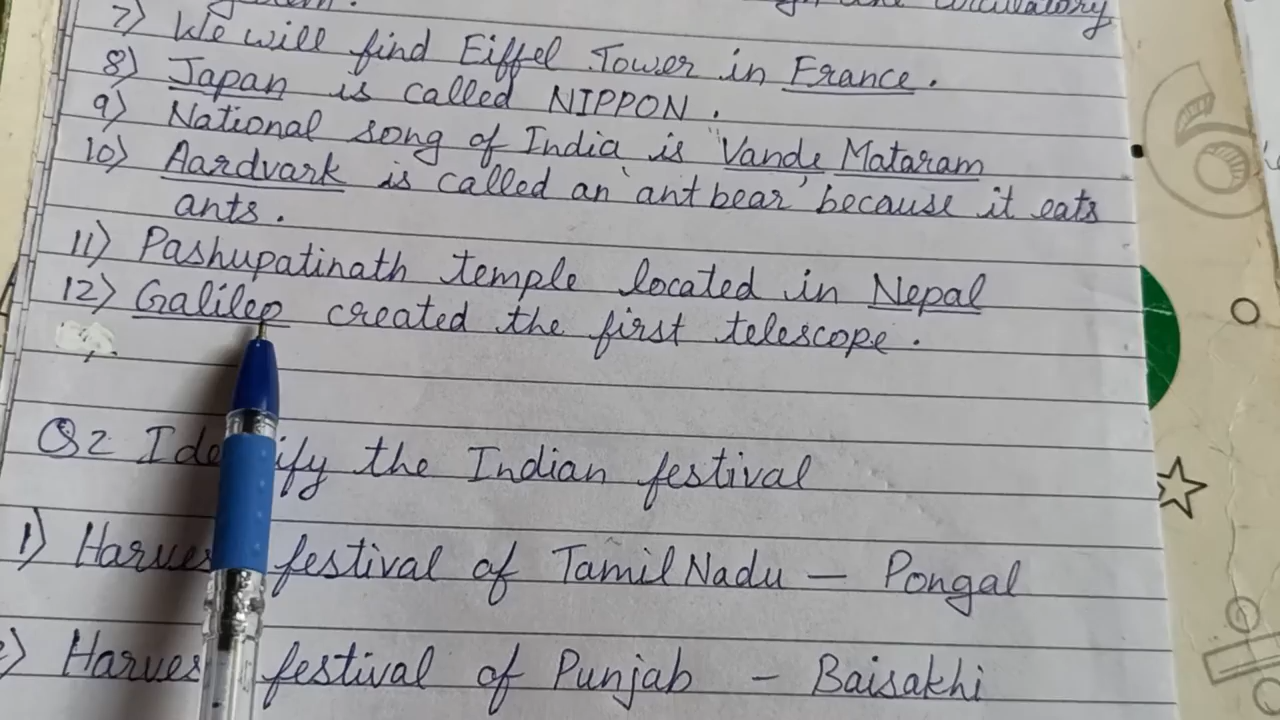 circulatory
7) We will find Eiffel Tower in France.
8) Japan is called NIPPON.
9) National song of India is "Vande Mataram
10) Aardvark is called an 'ant bear' because it eats
ants.
11) Pashupatinath temple located in Nepal
12) Galileo created the first telescope.
Q2 Identify the Indian festival
1) Harvest festival of Tamil Nadu — Pongal
2) Harvest festival of Punjab - Baisakhi